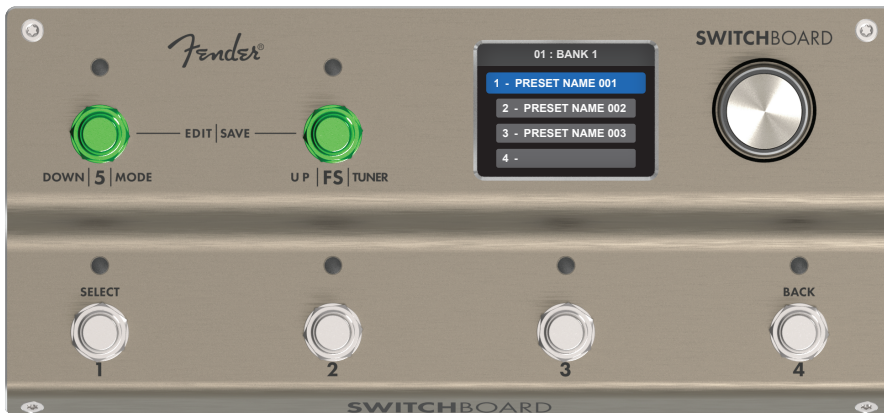 Fender®
SWITCHBOARD
01 : BANK 1
1 - PRESET NAME 001
2 - PRESET NAME 002
3 - PRESET NAME 003
4 -
EDIT|SAVE
DOWN|5|MODE
UP|FS|TUNER
SELECT
BACK
1
2
3
4
SWITCHBOARD